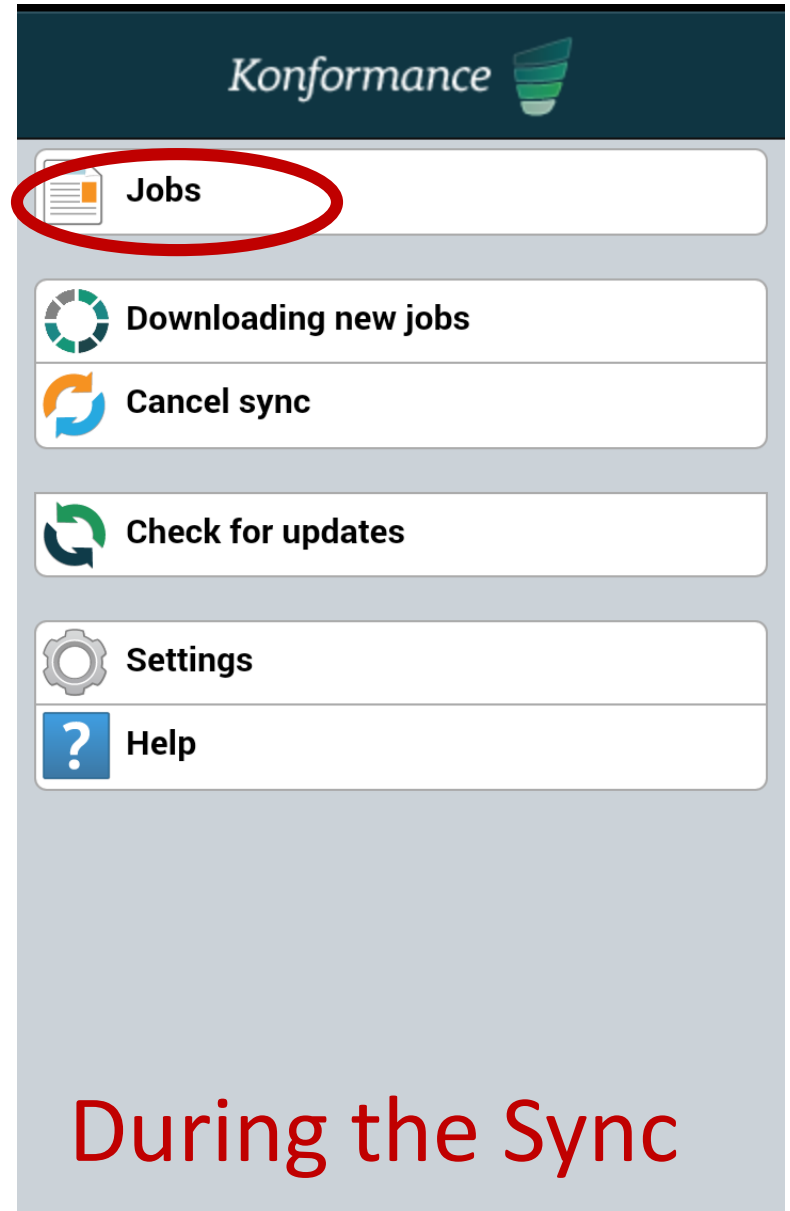 Konformance
Jobs
Downloading new jobs
Cancel sync
Check for updates
Settings
? Help
During the Sync